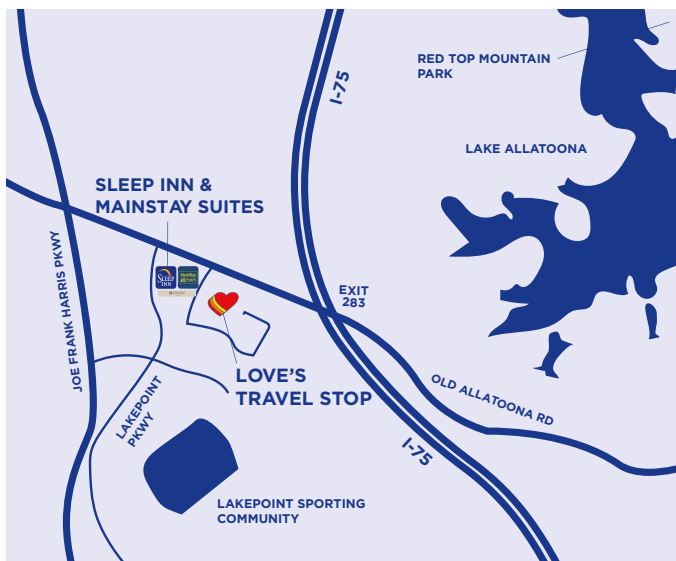 RED TOP MOUNTAIN
PARK
I-75
LAKE ALLATOONA
SLEEP INN &
MAINSTAY SUITES
JOE FRANK HARRIS PKWY
SLEEP
INN
EXIT
283
LOVE'S
TRAVEL STOP
OLD ALLATOONA RD
LAKEPOINT
PKWY
I-75
LAKEPOINT SPORTING
COMMUNITY